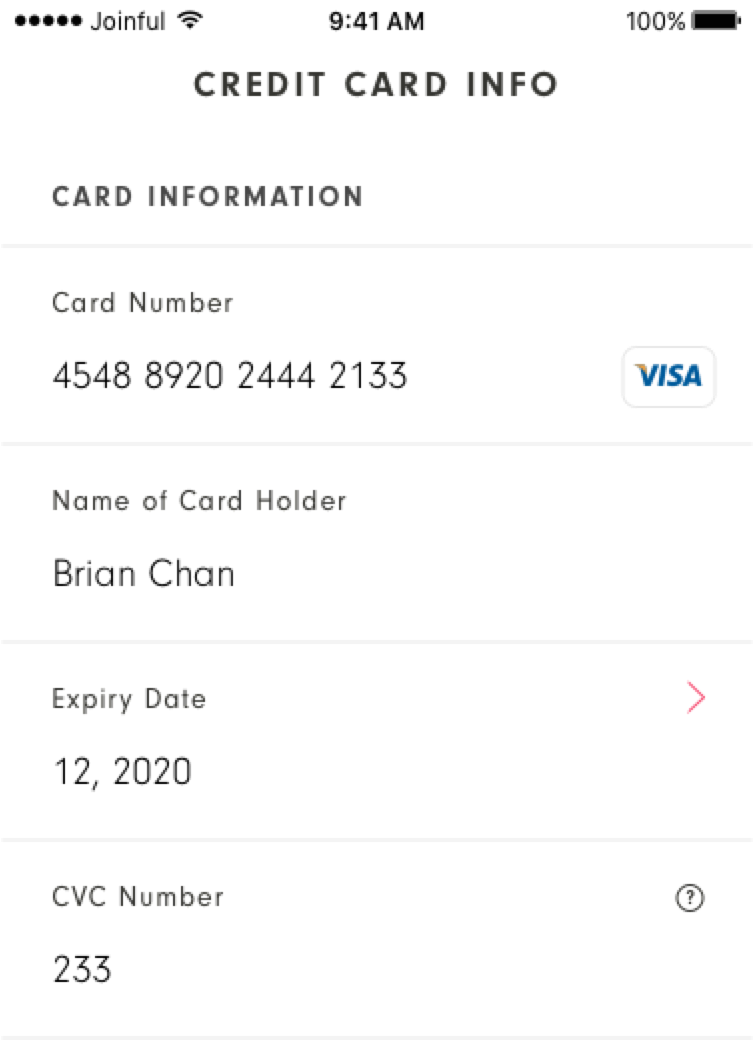 Joinful 9:41 AM 100%
CREDIT CARD INFO
CARD INFORMATION
Card Number
4548 8920 2444 2133 VISA
Name of Card Holder
Brian Chan
Expiry Date
12, 2020
CVC Number ?
233